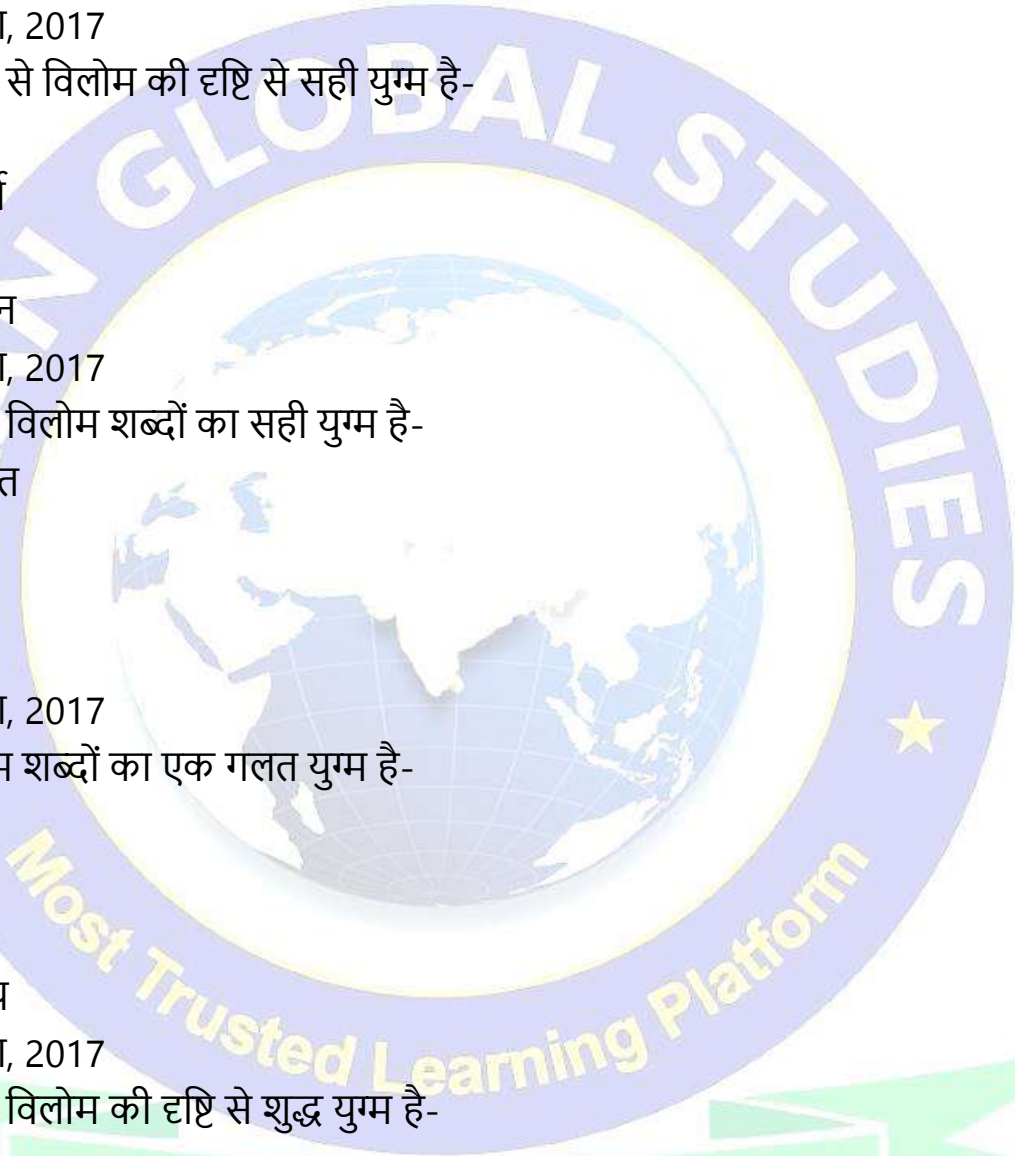 , 2017
से विलोम की दृष्टि से सही युग्म है-
न
, 2017
विलोम शब्दों का सही युग्म है-
त
, 2017
शब्दों का एक गलत युग्म है-
, 2017
विलोम की दृष्टि से शुद्ध युग्म है-
N GLOBAL STUDIES
Most Trusted Learning Platform